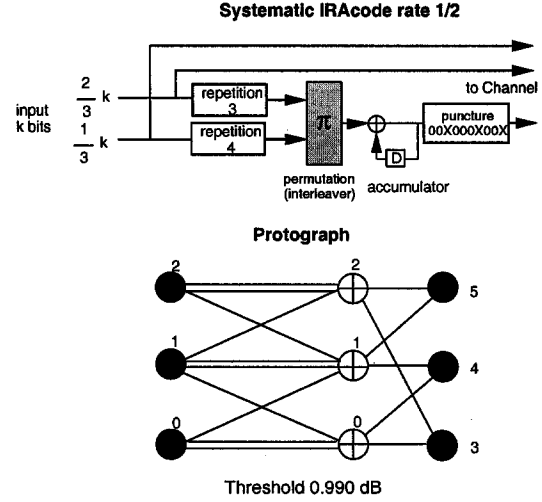 Systematic IRAcode rate 1/2
input
k bits
2/3 k
1/3 k
repetition
3
repetition
4
π
permutation
(interleaver)
D
accumulator
to Channel
puncture
00X000X00X
Protograph
2
2
5
1
1
4
0
0
3
Threshold 0.990 dB